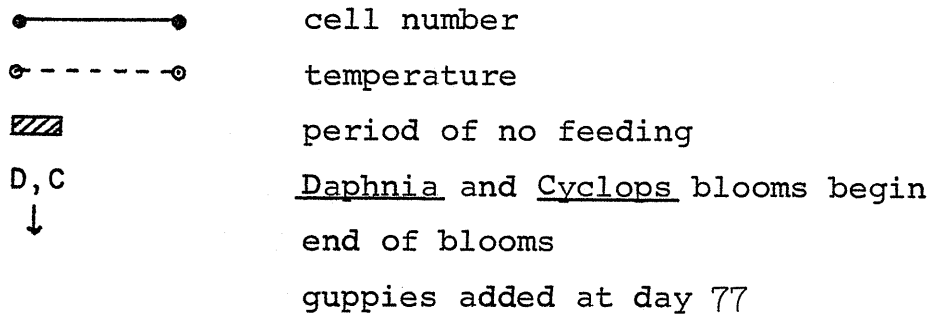 cell number
temperature
period of no feeding
D,C Daphnia and Cyclops blooms begin
↓ end of blooms
guppies added at day 77